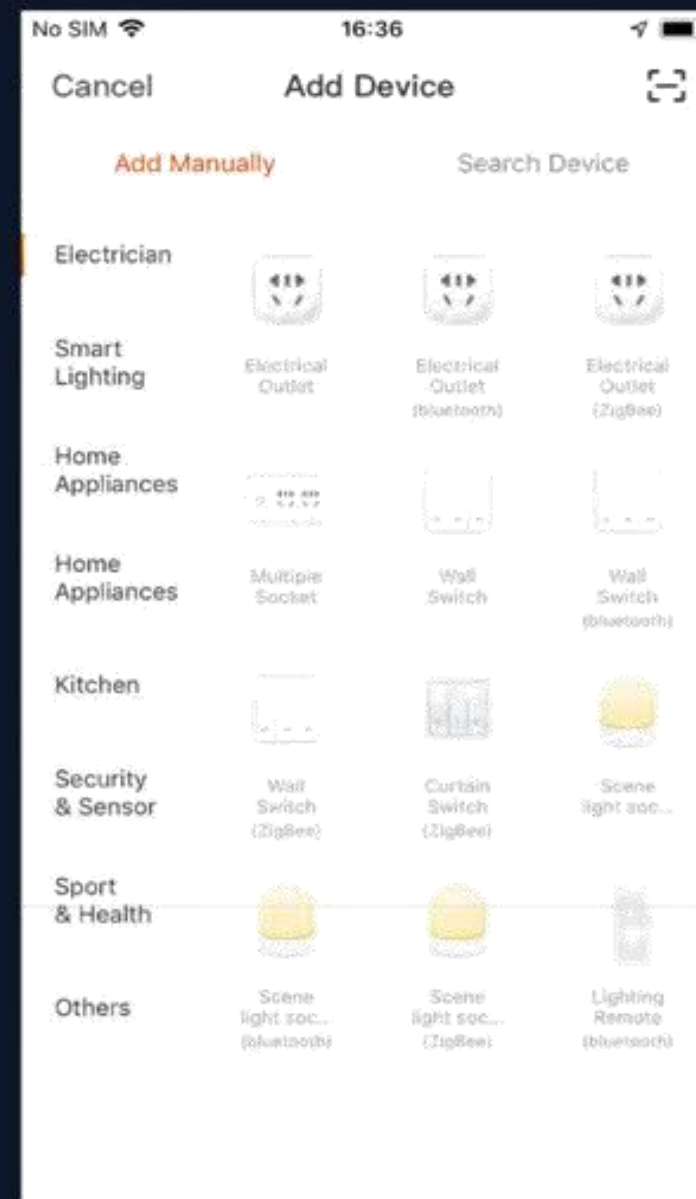 No SIM
16:36
Cancel
Add Device
Add Manually
Search Device
Electrician
Smart
Lighting
Home
Appliances
Home
Appliances
Kitchen
Security
& Sensor
Sport
& Health
Others
Electrical
Outlet
Electrical
Outlet
(bluetooth)
Electrical
Outlet
(ZigBee)
Multiple
Socket
Wall
Switch
Wall
Switch
(bluetooth)
Wall
Switch
(ZigBee)
Curtain
Switch
(ZigBee)
Scene
light soc...
Scene
light soc...
(bluetooth)
Scene
light soc...
(ZigBee)
Lighting
Remote
(bluetooth)